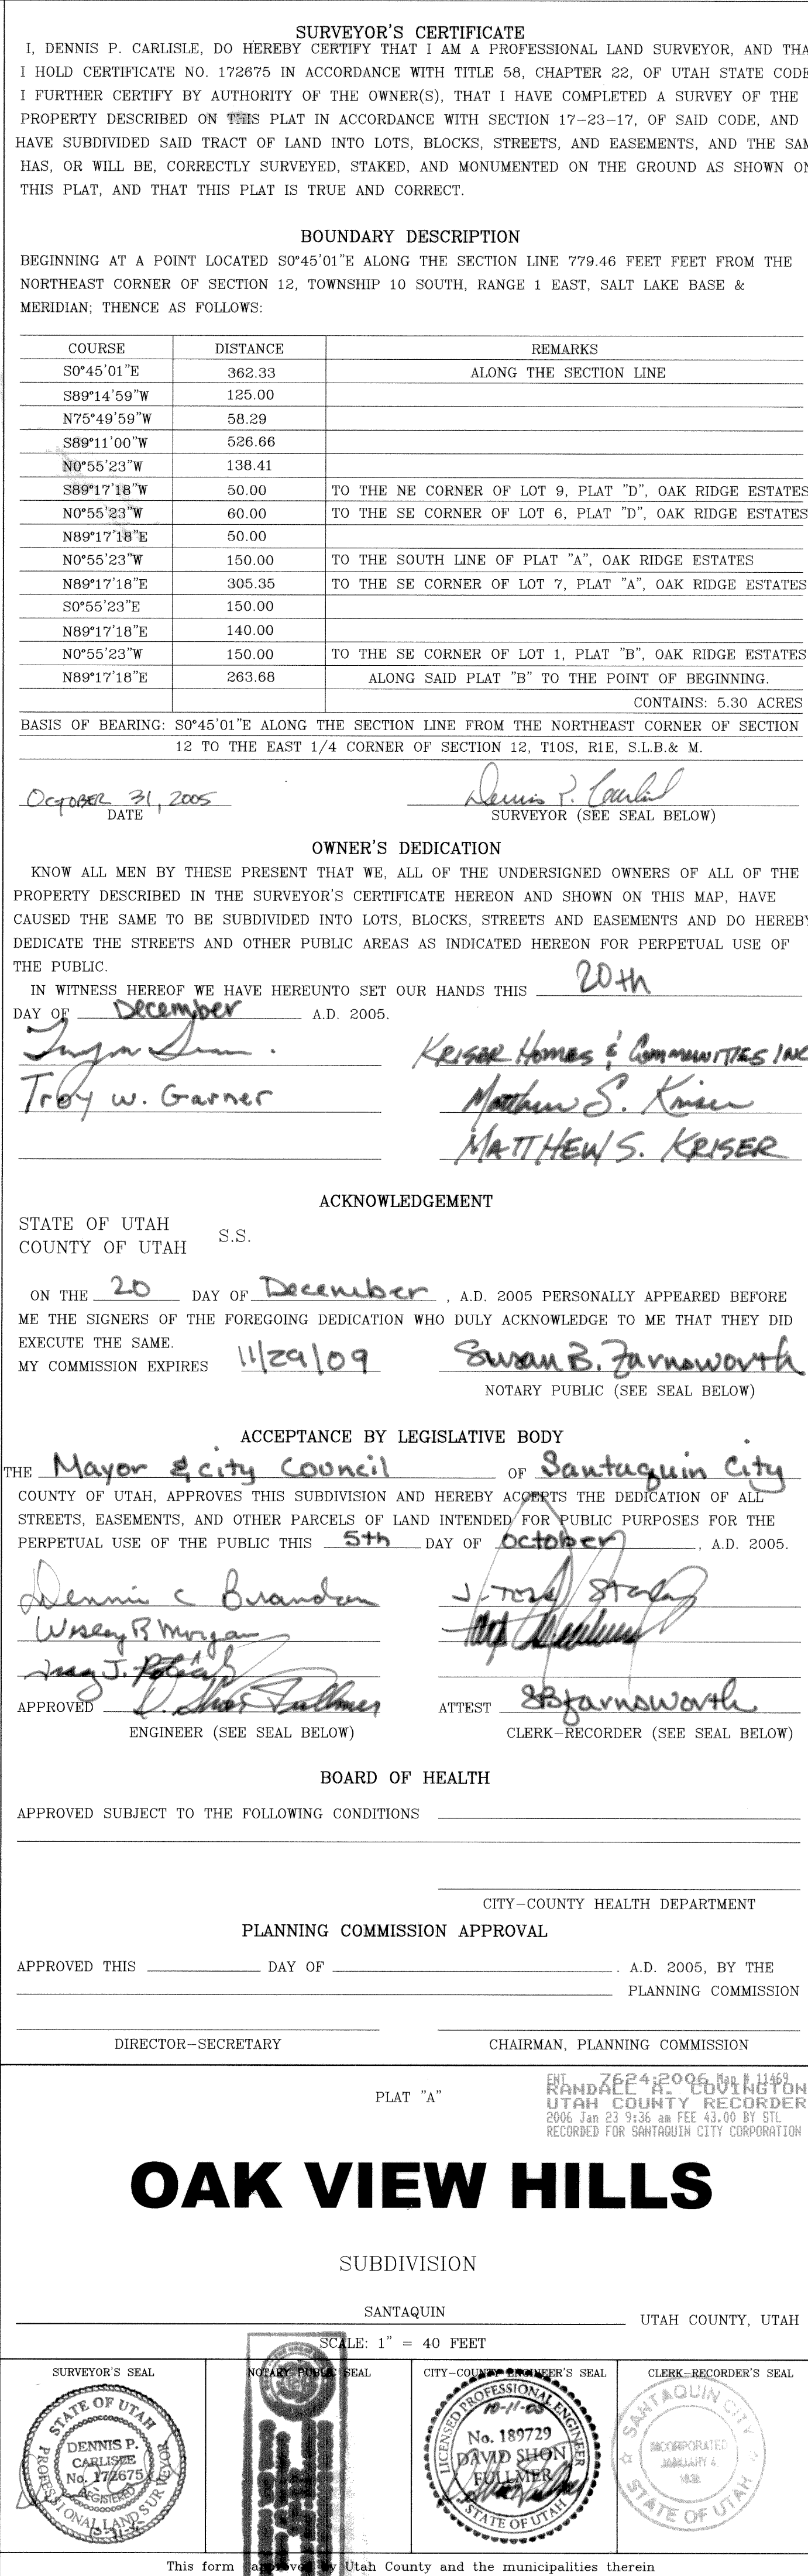 SURVEYOR'S CERTIFICATE
I, DENNIS P. CARLISLE, DO HEREBY CERTIFY THAT I AM A PROFESSIONAL LAND SURVEYOR, AND THA
I HOLD CERTIFICATE NO. 172675 IN ACCORDANCE WITH TITLE 58, CHAPTER 22, OF UTAH STATE CODE
I FURTHER CERTIFY BY AUTHORITY OF THE OWNER(S), THAT I HAVE COMPLETED A SURVEY OF THE
PROPERTY DESCRIBED ON THIS PLAT IN ACCORDANCE WITH SECTION 17-23-17, OF SAID CODE, AND
HAVE SUBDIVIDED SAID TRACT OF LAND INTO LOTS, BLOCKS, STREETS, AND EASEMENTS, AND THE SAM
HAS, OR WILL BE, CORRECTLY SURVEYED, STAKED, AND MONUMENTED ON THE GROUND AS SHOWN ON
THIS PLAT, AND THAT THIS PLAT IS TRUE AND CORRECT.
BOUNDARY DESCRIPTION
BEGINNING AT A POINT LOCATED S0°45'01"E ALONG THE SECTION LINE 779.46 FEET FEET FROM THE
NORTHEAST CORNER OF SECTION 12, TOWNSHIP 10 SOUTH, RANGE 1 EAST, SALT LAKE BASE &
MERIDIAN; THENCE AS FOLLOWS:
COURSE DISTANCE REMARKS
S0°45'01"E 362.33 ALONG THE SECTION LINE
S89°14'59"W 125.00
N75°49'59"W 58.29
S89°11'00"W 526.66
N0°55'23"W 138.41
S89°17'18"W 50.00 TO THE NE CORNER OF LOT 9, PLAT "D", OAK RIDGE ESTATES
N0°55'23"W 60.00 TO THE SE CORNER OF LOT 6, PLAT "D", OAK RIDGE ESTATES
N89°17'18"E 50.00
N0°55'23"W 150.00 TO THE SOUTH LINE OF PLAT "A", OAK RIDGE ESTATES
N89°17'18"E 305.35 TO THE SE CORNER OF LOT 7, PLAT "A", OAK RIDGE ESTATES
S0°55'23"E 150.00
N89°17'18"E 140.00
N0°55'23"W 150.00 TO THE SE CORNER OF LOT 1, PLAT "B", OAK RIDGE ESTATES
N89°17'18"E 263.68 ALONG SAID PLAT "B" TO THE POINT OF BEGINNING.
CONTAINS: 5.30 ACRES
BASIS OF BEARING: S0°45'01"E ALONG THE SECTION LINE FROM THE NORTHEAST CORNER OF SECTION
12 TO THE EAST 1/4 CORNER OF SECTION 12, T10S, R1E, S.L.B.& M.
OCTOBER 31, 2005 Dennis P. Carlisle
DATE SURVEYOR (SEE SEAL BELOW)
OWNER'S DEDICATION
KNOW ALL MEN BY THESE PRESENT THAT WE, ALL OF THE UNDERSIGNED OWNERS OF ALL OF THE
PROPERTY DESCRIBED IN THE SURVEYOR'S CERTIFICATE HEREON AND SHOWN ON THIS MAP, HAVE
CAUSED THE SAME TO BE SUBDIVIDED INTO LOTS, BLOCKS, STREETS AND EASEMENTS AND DO HEREBY
DEDICATE THE STREETS AND OTHER PUBLIC AREAS AS INDICATED HEREON FOR PERPETUAL USE OF
THE PUBLIC.
IN WITNESS HEREOF WE HAVE HEREUNTO SET OUR HANDS THIS 20th
DAY OF December A.D. 2005.
KRISER HOMES & COMMUNITIES INC
Troy W. Garner Matthew S. Kriser
MATTHEW S. KRISER
ACKNOWLEDGEMENT
STATE OF UTAH
COUNTY OF UTAH S.S.
ON THE 20 DAY OF December, A.D. 2005 PERSONALLY APPEARED BEFORE
ME THE SIGNERS OF THE FOREGOING DEDICATION WHO DULY ACKNOWLEDGE TO ME THAT THEY DID
EXECUTE THE SAME.
MY COMMISSION EXPIRES 11/29/09 Susan B. Farnsworth
NOTARY PUBLIC (SEE SEAL BELOW)
ACCEPTANCE BY LEGISLATIVE BODY
THE Mayor & City Council OF Santaquin City
COUNTY OF UTAH, APPROVES THIS SUBDIVISION AND HEREBY ACCEPTS THE DEDICATION OF ALL
STREETS, EASEMENTS, AND OTHER PARCELS OF LAND INTENDED FOR PUBLIC PURPOSES FOR THE
PERPETUAL USE OF THE PUBLIC THIS 5th DAY OF October, A.D. 2005.
Dennis C Brandon J. Todd Starley
Wesley R Morgan
APPROVED D. Shon Fullmer ATTEST SBFarnsworth
ENGINEER (SEE SEAL BELOW) CLERK-RECORDER (SEE SEAL BELOW)
BOARD OF HEALTH
APPROVED SUBJECT TO THE FOLLOWING CONDITIONS
CITY-COUNTY HEALTH DEPARTMENT
PLANNING COMMISSION APPROVAL
APPROVED THIS DAY OF . A.D. 2005, BY THE
PLANNING COMMISSION
DIRECTOR-SECRETARY CHAIRMAN, PLANNING COMMISSION
PLAT "A"
ENT 7624:2006 Map # 11469
RANDALL A. COVINGTON
UTAH COUNTY RECORDER
2006 Jan 23 9:36 am FEE 43.00 BY STL
RECORDED FOR SANTAQUIN CITY CORPORATION
OAK VIEW HILLS
SUBDIVISION
SANTAQUIN UTAH COUNTY, UTAH
SCALE: 1" = 40 FEET
SURVEYOR'S SEAL NOTARY PUBLIC SEAL CITY-COUNTY ENGINEER'S SEAL CLERK-RECORDER'S SEAL
STATE OF UTAH
DENNIS P.
CARLISLE
No. 172675
REGISTERED
PROFESSIONAL LAND SURVEYOR
LICENSED PROFESSIONAL ENGINEER
10-11-05
No. 189729
DAVID SHON
FULLMER
STATE OF UTAH
SANTAQUIN CITY
INCORPORATED
JANUARY 4
STATE OF UTAH
This form approved by Utah County and the municipalities therein